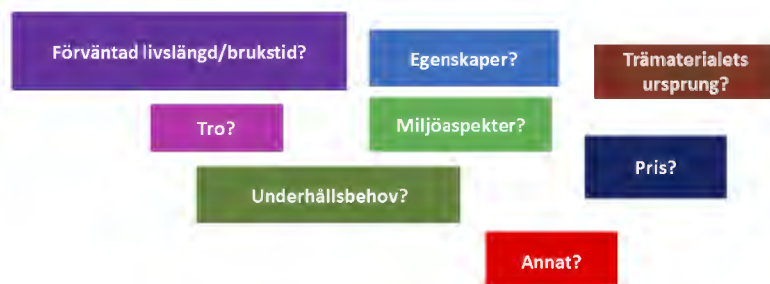 Förväntad livslängd/brukstid?
Egenskaper?
Trämaterialets
ursprung?
Tro?
Miljöaspekter?
Pris?
Underhållsbehov?
Annat?